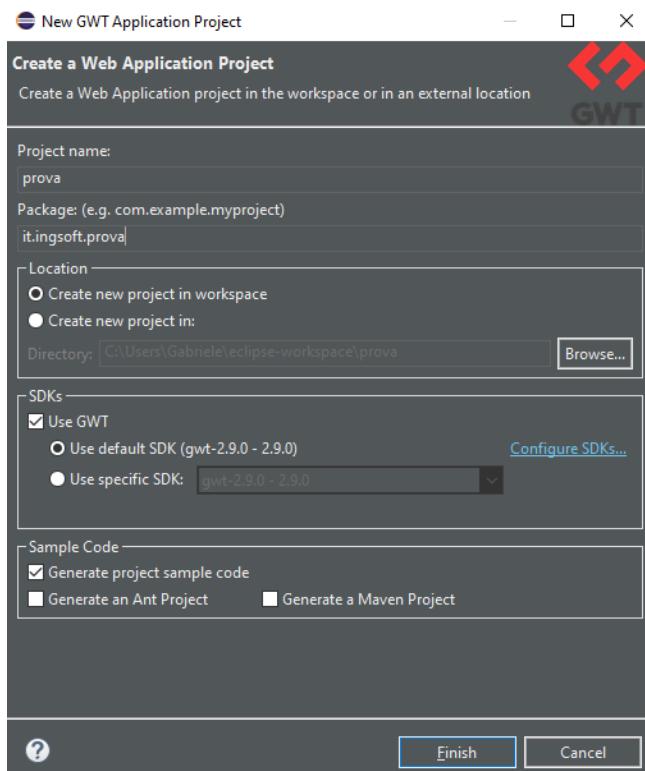 New GWT Application Project
Create a Web Application Project
Create a Web Application project in the workspace or in an external location
GWT
Project name:
prova
Package: (e.g. com.example.myproject)
it.ingsoft.prova
Location
Create new project in workspace
Create new project in:
Directory: C:\Users\Gabriele\eclipse-workspace\prova Browse...
SDKs
Use GWT
Use default SDK (gwt-2.9.0 - 2.9.0) Configure SDKs...
Use specific SDK: gwt-2.9.0 - 2.9.0
Sample Code
Generate project sample code
Generate an Ant Project Generate a Maven Project
? Finish Cancel